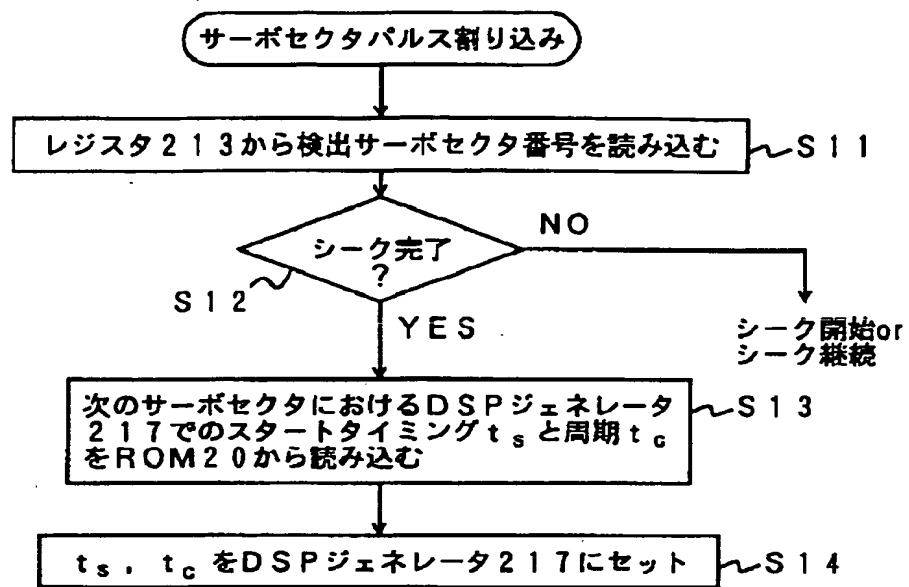 サーボセクタパルス割り込み
レジスタ213から検出サーボセクタ番号を読み込む
S11
シーク完了
?
NO
S12
YES
シーク開始or
シーク継続
次のサーボセクタにおけるDSPジェネレータ
217でのスタートタイミングtsと周期tc
をROM20から読み込む
S13
ts, tcをDSPジェネレータ217にセット
S14